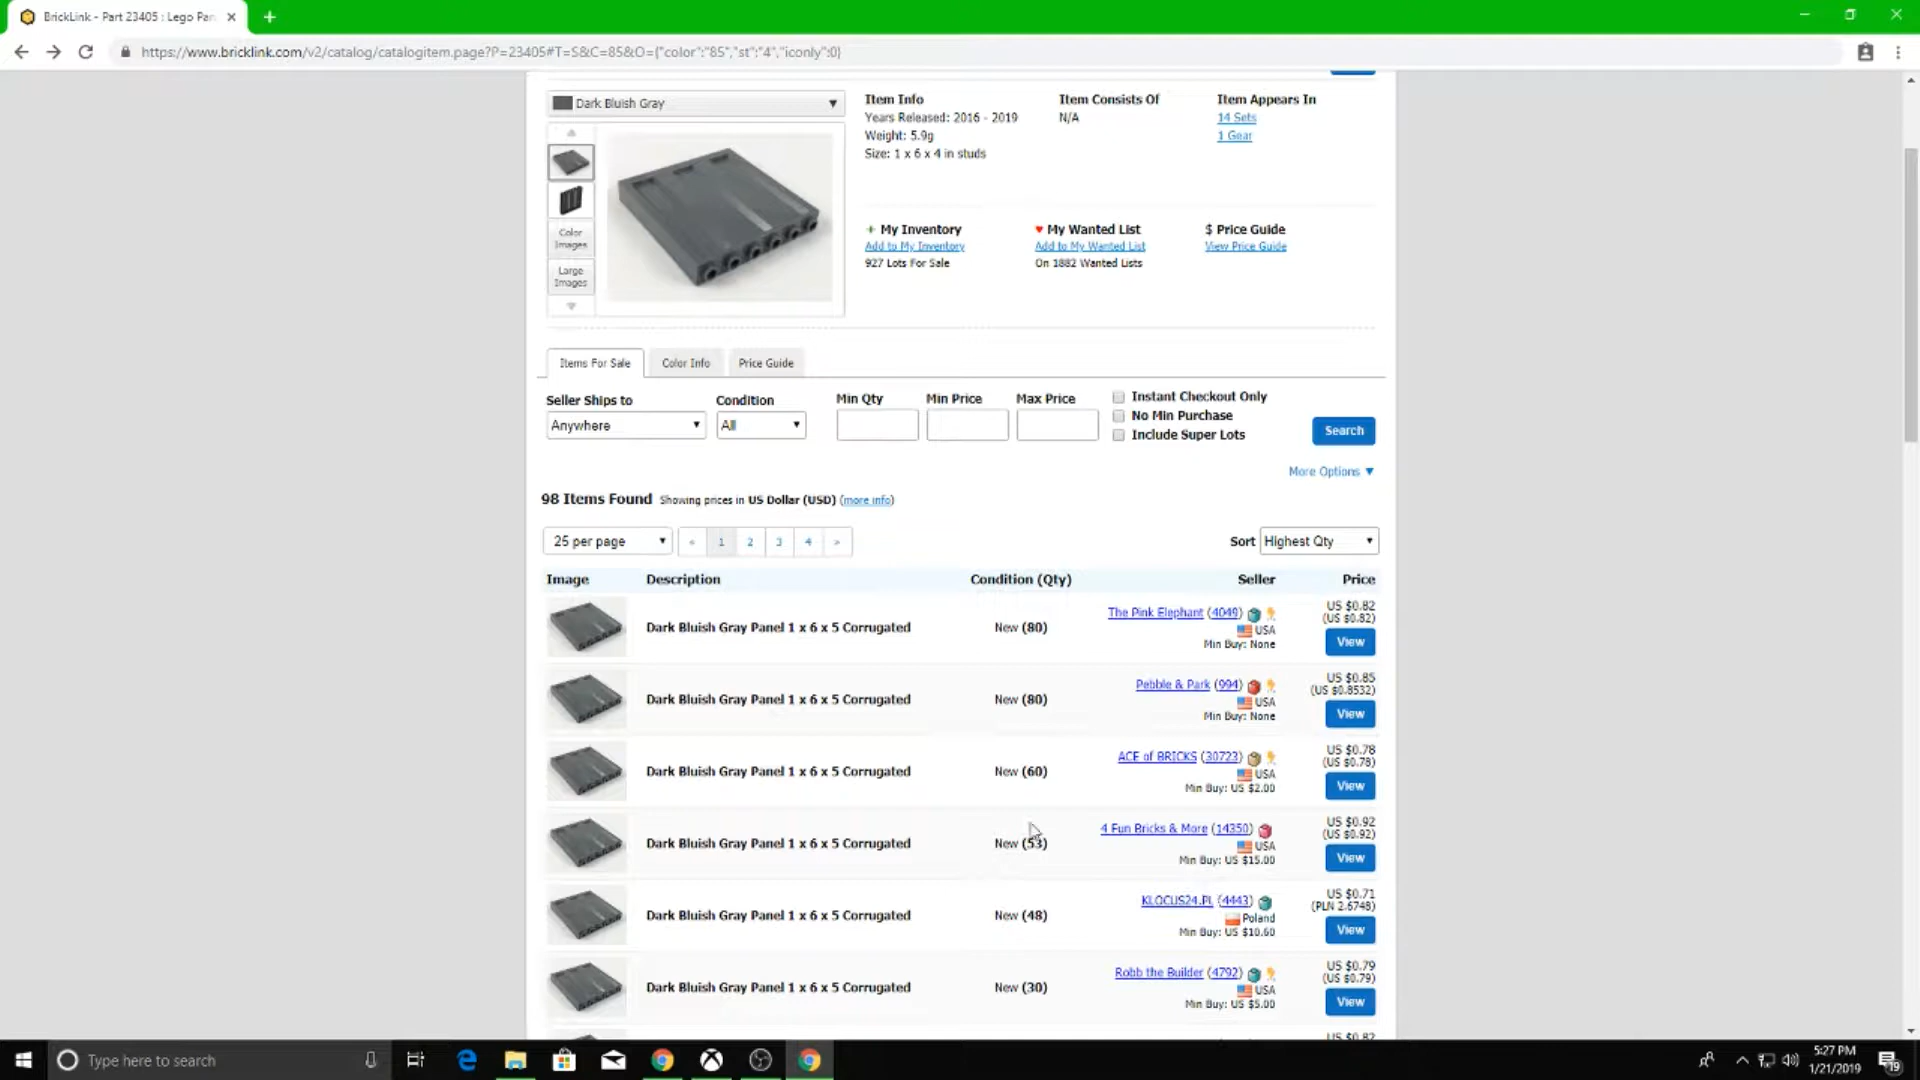 BrickLink - Part 23405 : Lego Pan
https://www.bricklink.com/v2/catalog/catalogitem.page?P=23405#T=S&C=85&O={"color":"85","st":"4","iconly":0}
Dark Bluish Gray
Color Images
Large Images
Item Info
Years Released: 2016 - 2019
Weight: 5.9g
Size: 1 x 6 x 4 in studs
Item Consists Of
N/A
Item Appears In
14 Sets
1 Gear
+ My Inventory
Add to My Inventory
927 Lots For Sale
♥ My Wanted List
Add to My Wanted List
On 1882 Wanted Lists
$ Price Guide
View Price Guide
Items For Sale Color Info Price Guide
Seller Ships to Condition Min Qty Min Price Max Price
Anywhere All
Instant Checkout Only
No Min Purchase
Include Super Lots
Search
More Options ▼
98 Items Found Showing prices in US Dollar (USD) (more info)
25 per page « 1 2 3 4 » Sort Highest Qty
Image Description Condition (Qty) Seller Price
Dark Bluish Gray Panel 1 x 6 x 5 Corrugated
New (80)
The Pink Elephant (4049)
USA
Min Buy: None
US $0.82
(US $0.82)
View
Dark Bluish Gray Panel 1 x 6 x 5 Corrugated
New (80)
Pebble & Park (994)
USA
Min Buy: None
US $0.85
(US $0.8532)
View
Dark Bluish Gray Panel 1 x 6 x 5 Corrugated
New (60)
ACE of BRICKS (30723)
USA
Min Buy: US $2.00
US $0.78
(US $0.78)
View
Dark Bluish Gray Panel 1 x 6 x 5 Corrugated
New (53)
4 Fun Bricks & More (14350)
USA
Min Buy: US $15.00
US $0.92
(US $0.92)
View
Dark Bluish Gray Panel 1 x 6 x 5 Corrugated
New (48)
KLOCUS24.PL (4443)
Poland
Min Buy: US $10.60
US $0.71
(PLN 2.6748)
View
Dark Bluish Gray Panel 1 x 6 x 5 Corrugated
New (30)
Robb the Builder (4792)
USA
Min Buy: US $5.00
US $0.79
(US $0.79)
View
US $0.82
Type here to search
5:27 PM
1/21/2019
19